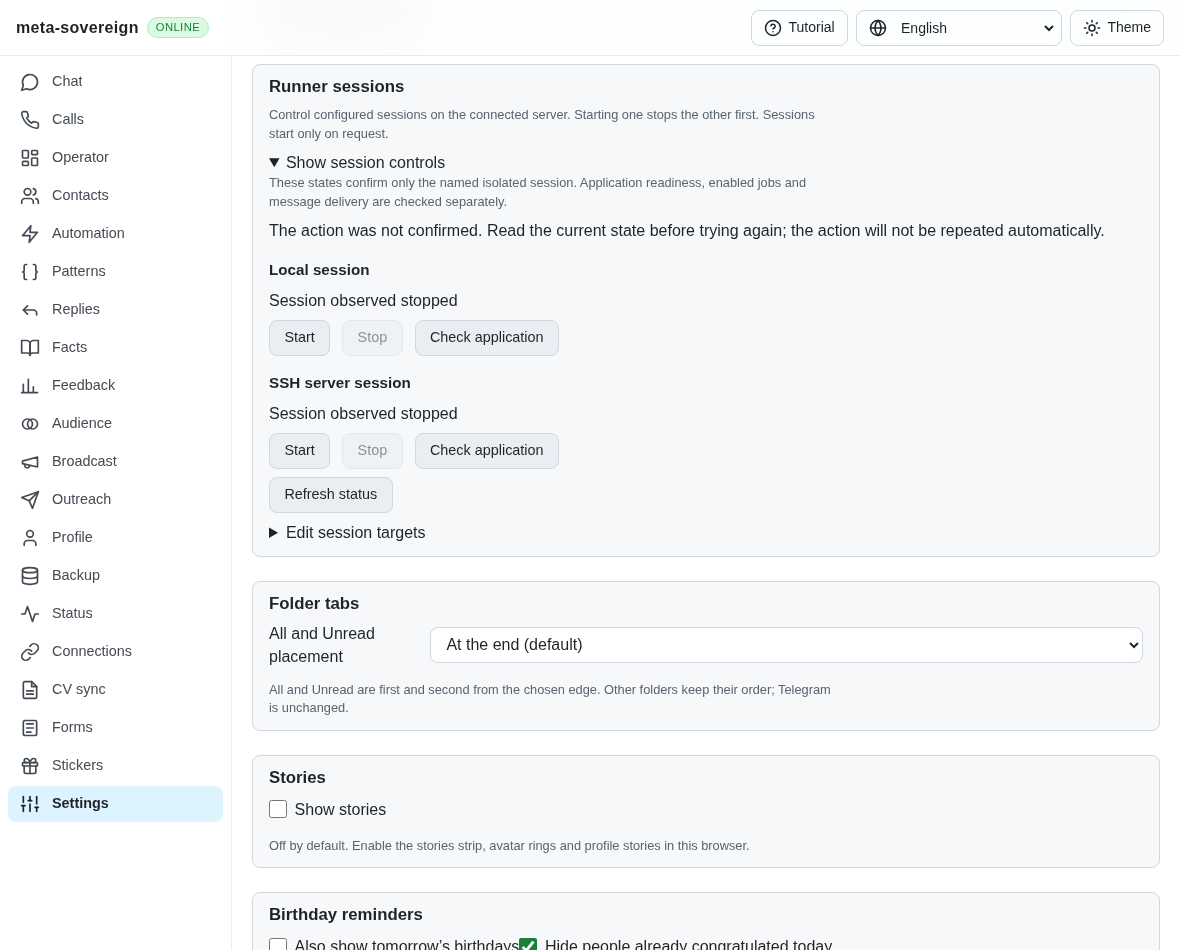 meta-sovereign
ONLINE
Tutorial
English
Theme
Chat
Calls
Operator
Contacts
Automation
Patterns
Replies
Facts
Feedback
Audience
Broadcast
Outreach
Profile
Backup
Status
Connections
CV sync
Forms
Stickers
Settings
Runner sessions
Control configured sessions on the connected server. Starting one stops the other first. Sessions
start only on request.
Show session controls
These states confirm only the named isolated session. Application readiness, enabled jobs and
message delivery are checked separately.
The action was not confirmed. Read the current state before trying again; the action will not be repeated automatically.
Local session
Session observed stopped
Start Stop Check application
SSH server session
Session observed stopped
Start Stop Check application
Refresh status
Edit session targets
Folder tabs
All and Unread
placement
At the end (default)
All and Unread are first and second from the chosen edge. Other folders keep their order; Telegram
is unchanged.
Stories
Show stories
Off by default. Enable the stories strip, avatar rings and profile stories in this browser.
Birthday reminders
Also show tomorrow's birthdays Hide people already congratulated today